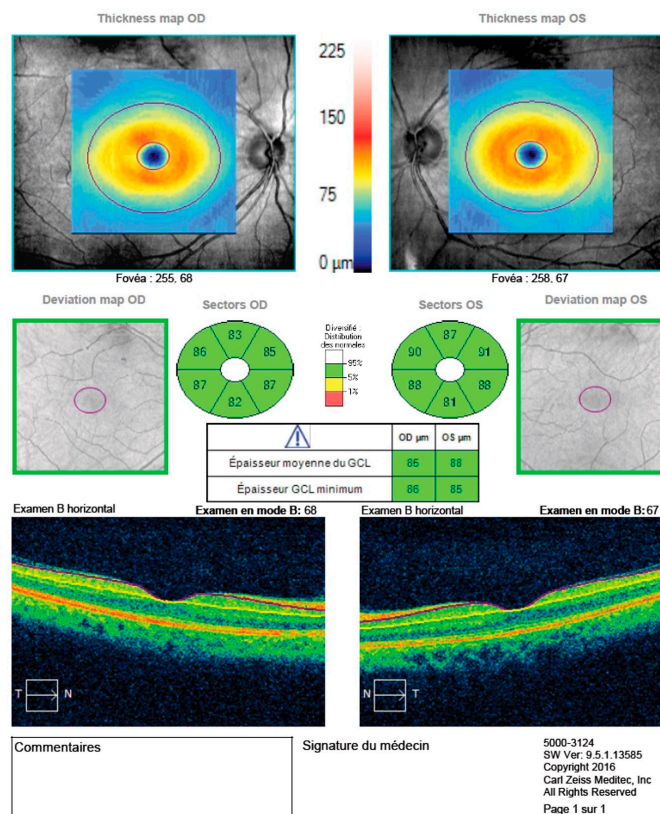 Thickness map OD
Thickness map OS
225
150
75
0 µm
Fovéa : 255, 68
Fovéa : 258, 67
Deviation map OD
Sectors OD
Sectors OS
Deviation map OS
83
86 85
87 87
82
Diversifié :
Distribution
des normales
95%
5%
1%
87
90 91
88 88
81
OD µm OS µm
Épaisseur moyenne du GCL 85 88
Épaisseur GCL minimum 86 85
Examen B horizontal Examen en mode B: 68
Examen B horizontal Examen en mode B:67
T N
T N
Commentaires
Signature du médecin
5000-3124
SW Ver: 9.5.1.13585
Copyright 2016
Carl Zeiss Meditec, Inc
All Rights Reserved
Page 1 sur 1